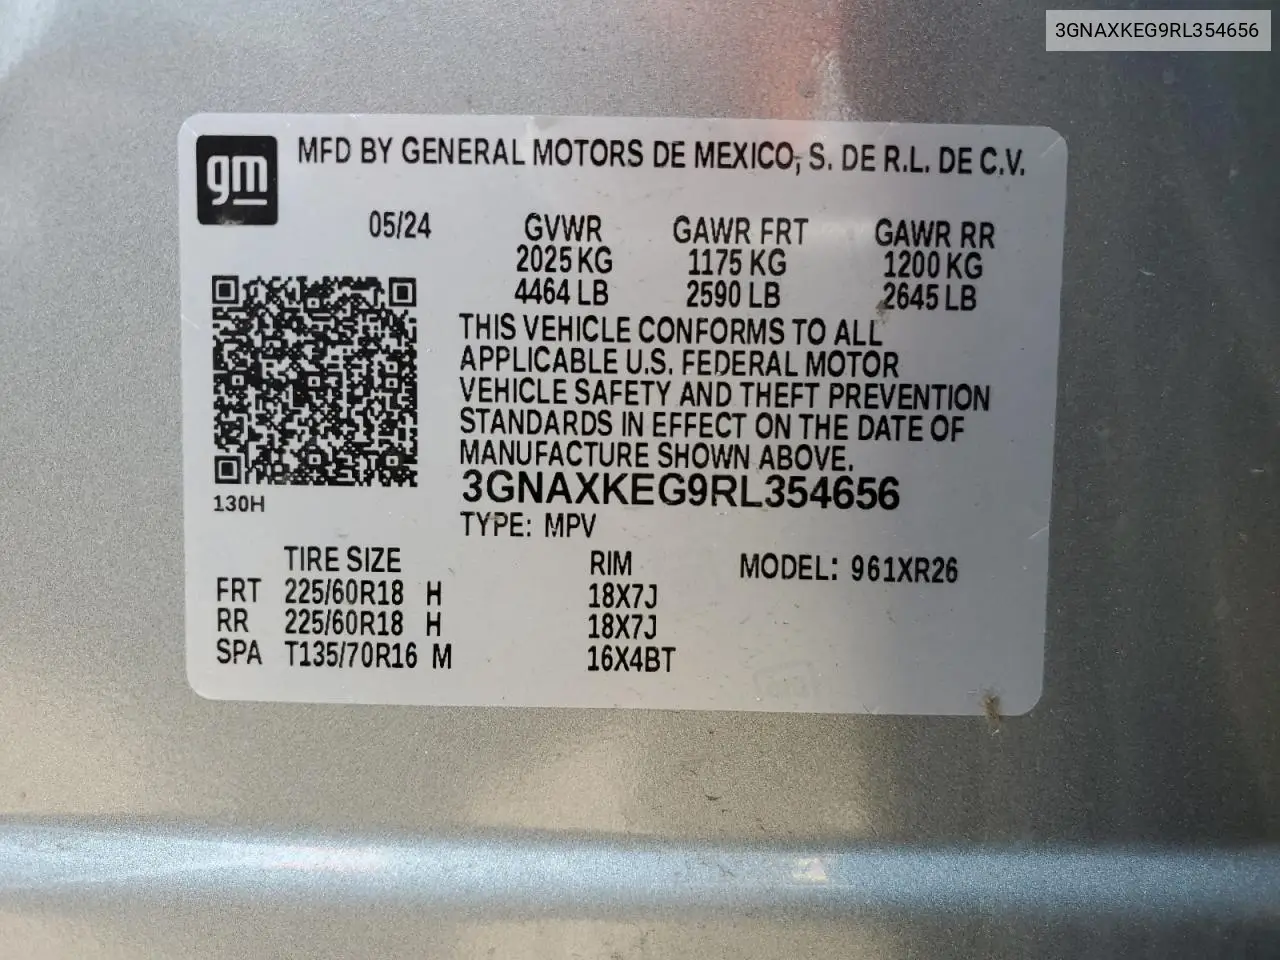 3GNAXKEG9RL354656
gm MFD BY GENERAL MOTORS DE MEXICO, S. DE R.L. DE C.V.
05/24 GVWR GAWR FRT GAWR RR
2025 KG 1175 KG 1200 KG
4464 LB 2590 LB 2645 LB
THIS VEHICLE CONFORMS TO ALL
APPLICABLE U.S. FEDERAL MOTOR
VEHICLE SAFETY AND THEFT PREVENTION
STANDARDS IN EFFECT ON THE DATE OF
MANUFACTURE SHOWN ABOVE.
3GNAXKEG9RL354656
130H
TYPE: MPV
TIRE SIZE RIM MODEL: 961XR26
FRT 225/60R18 H 18X7J
RR 225/60R18 H 18X7J
SPA T135/70R16 M 16X4BT